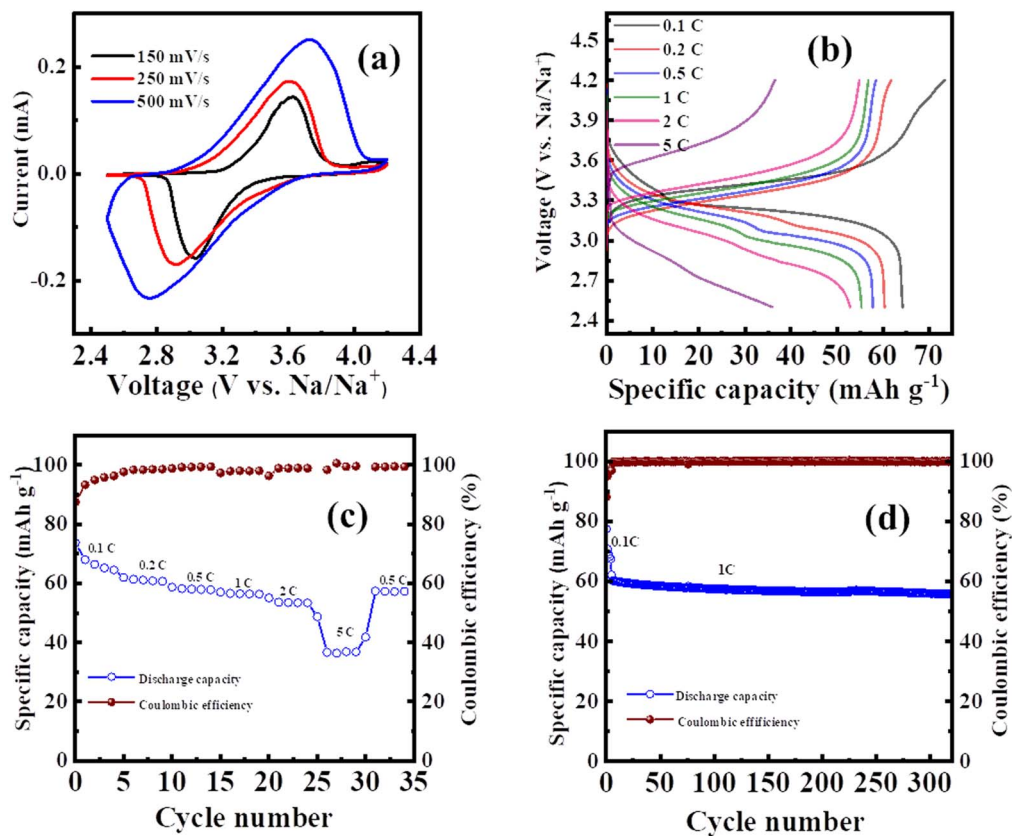 (a)
150 mV/s
250 mV/s
500 mV/s
0.2
0.0
-0.2
Current (mA)
2.4 2.8 3.2 3.6 4.0 4.4
Voltage (V vs. Na/Na⁺)
(b)
0.1 C
0.2 C
0.5 C
1 C
2 C
5 C
4.5
4.2
3.9
3.6
3.3
3.0
2.7
2.4
Voltage (V vs. Na/Na⁺)
0 10 20 30 40 50 60 70
Specific capacity (mAh g⁻¹)
(c)
100
80
60
40
20
0
Specific capacity (mAh g⁻¹)
0.1 C
0.2 C
0.5 C
1 C
2 C
5 C
0.5 C
Discharge capacity
Coulombic efficiency
100
80
60
40
20
0
Coulombic efficiency (%)
0 5 10 15 20 25 30 35
Cycle number
(d)
100
80
60
40
20
0
Specific capacity (mAh g⁻¹)
0.1C
1C
Discharge capacity
Coulombic effificiency
100
80
60
40
20
0
Coulombic efficiency (%)
0 50 100 150 200 250 300
Cycle number